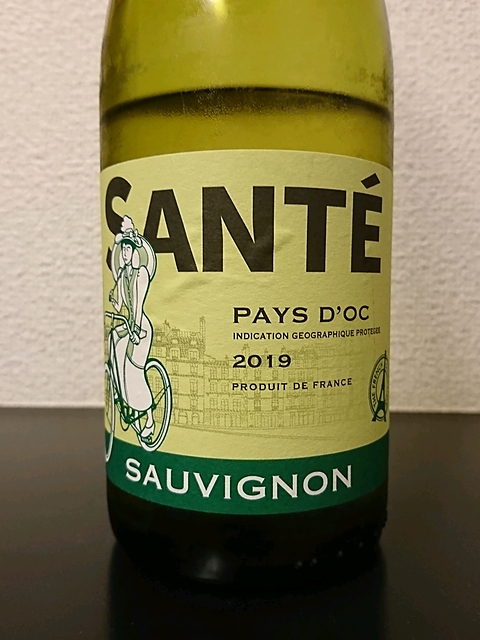 SANTÉ
PAYS D'OC
INDICATION GEOGRAPHIQUE PROTEGEE
2019
PRODUIT DE FRANCE
SAUVIGNON